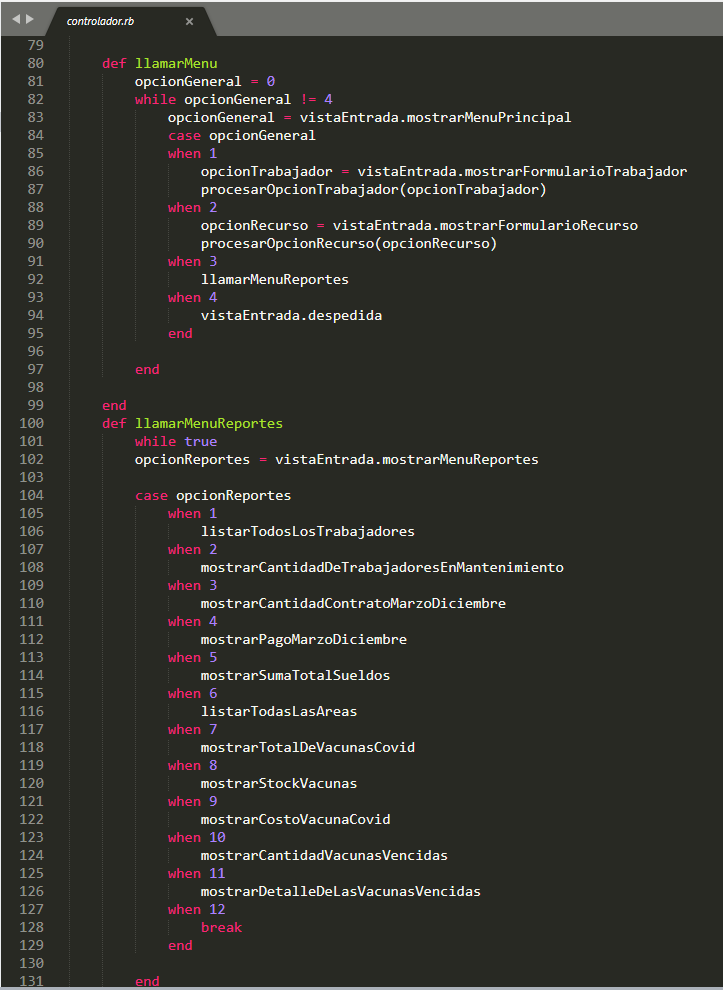 controlador.rb ×
79
80 def llamarMenu
81 opcionGeneral = 0
82 while opcionGeneral != 4
83 opcionGeneral = vistaEntrada.mostrarMenuPrincipal
84 case opcionGeneral
85 when 1
86 opcionTrabajador = vistaEntrada.mostrarFormularioTrabajador
87 procesarOpcionTrabajador(opcionTrabajador)
88 when 2
89 opcionRecurso = vistaEntrada.mostrarFormularioRecurso
90 procesarOpcionRecurso(opcionRecurso)
91 when 3
92 llamarMenuReportes
93 when 4
94 vistaEntrada.despedida
95 end
96
97 end
98
99 end
100 def llamarMenuReportes
101 while true
102 opcionReportes = vistaEntrada.mostrarMenuReportes
103
104 case opcionReportes
105 when 1
106 listarTodosLosTrabajadores
107 when 2
108 mostrarCantidadDeTrabajadoresEnMantenimiento
109 when 3
110 mostrarCantidadContratoMarzoDiciembre
111 when 4
112 mostrarPagoMarzoDiciembre
113 when 5
114 mostrarSumaTotalSueldos
115 when 6
116 listarTodasLasAreas
117 when 7
118 mostrarTotalDeVacunasCovid
119 when 8
120 mostrarStockVacunas
121 when 9
122 mostrarCostoVacunaCovid
123 when 10
124 mostrarCantidadVacunasVencidas
125 when 11
126 mostrarDetalleDeLasVacunasVencidas
127 when 12
128 break
129 end
130
131 end